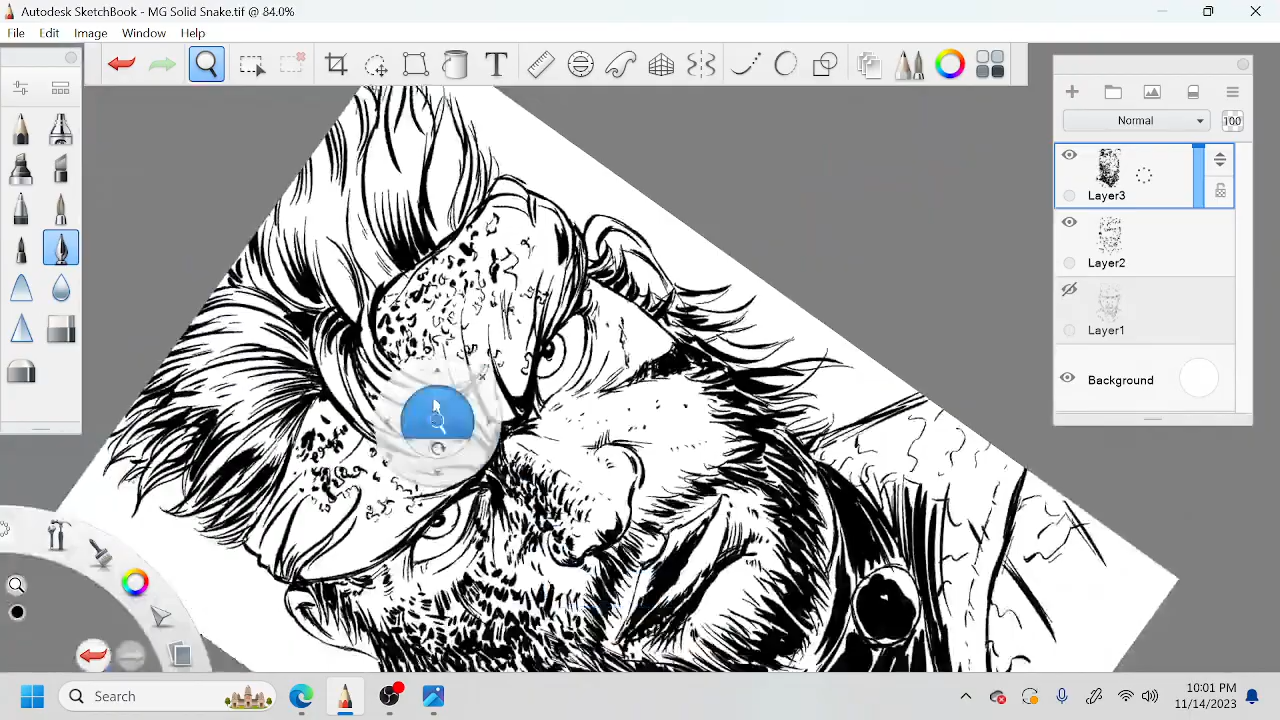 Autodesk SketchBook - MG Solid Snake.tif @ 84.0%
File Edit Image Window Help
T
Normal 100
Layer3
Layer2
Layer1
Background
Search
10:01 PM
11/14/2023